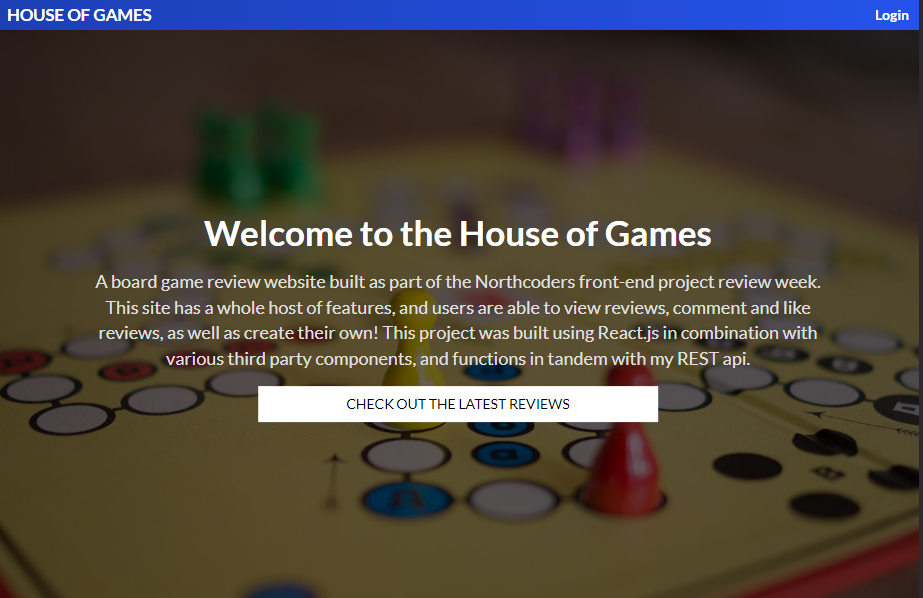 HOUSE OF GAMES
Login
Welcome to the House of Games
A board game review website built as part of the Northcoders front-end project review week.
This site has a whole host of features, and users are able to view reviews, comment and like
reviews, as well as create their own! This project was built using React.js in combination with
various third party components, and functions in tandem with my REST api.
CHECK OUT THE LATEST REVIEWS